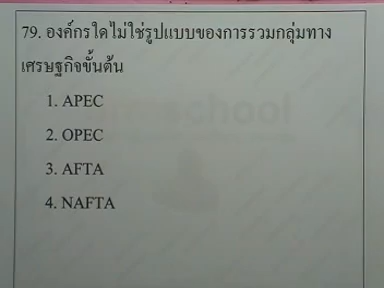 79. องค์กรใดไม่ใช่รูปแบบของการรวมกลุ่มทาง
เศรษฐกิจขั้นต้น
1. APEC
2. OPEC
3. AFTA
4. NAFTA